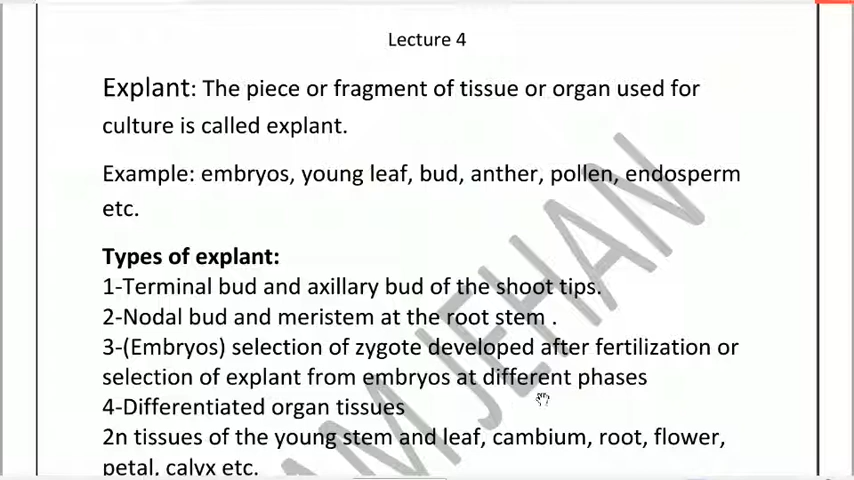 Lecture 4
Explant: The piece or fragment of tissue or organ used for
culture is called explant.
Example: embryos, young leaf, bud, anther, pollen, endosperm
etc.
Types of explant:
1-Terminal bud and axillary bud of the shoot tips.
2-Nodal bud and meristem at the root stem .
3-(Embryos) selection of zygote developed after fertilization or
selection of explant from embryos at different phases
4-Differentiated organ tissues
2n tissues of the young stem and leaf, cambium, root, flower,
petal, calyx etc.
AM JEHAN